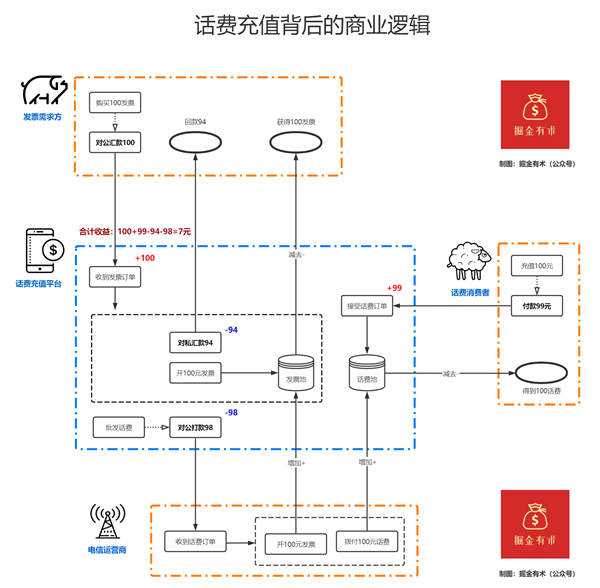 话费充值背后的商业逻辑
发票需求方
购买100发票
对公汇款100
回款94
获得100发票
掘金有术
制图：掘金有术（公众号）
合计收益：100+99-94-98=7元
话费充值平台
+100
收到发票订单
减去-
+99
接受话费订单
话费消费者
充值100元
付款99元
-94
对私汇款94
开100元发票
发票池
话费池
减去
得到100话费
-98
批发话费
对公打款98
增加+
增加+
电信运营商
收到话费订单
开100元发票
拨付100元话费
掘金有术
制图：掘金有术（公众号）